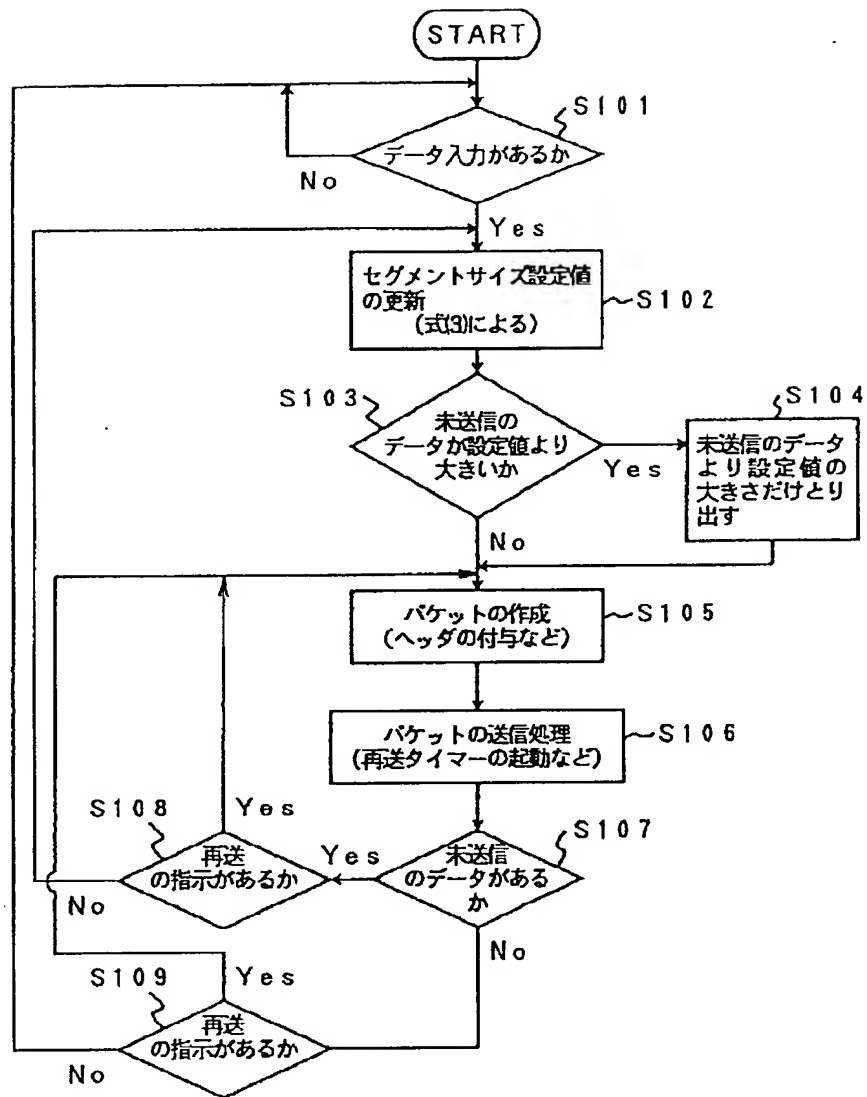 START
S101
データ入力があるか
No
Yes
セグメントサイズ設定値
の更新
(式(3)による)
S102
S103
未送信の
データが設定値より
大きいか
Yes
S104
未送信のデータ
より設定値の
大きさだけとり
出す
No
パケットの作成
(ヘッダの付与など)
S105
パケットの送信処理
(再送タイマーの起動など)
S106
S108
Yes
再送
の指示があるか
No
Yes
S107
未送信
のデータがある
か
No
S109
Yes
再送
の指示があるか
No